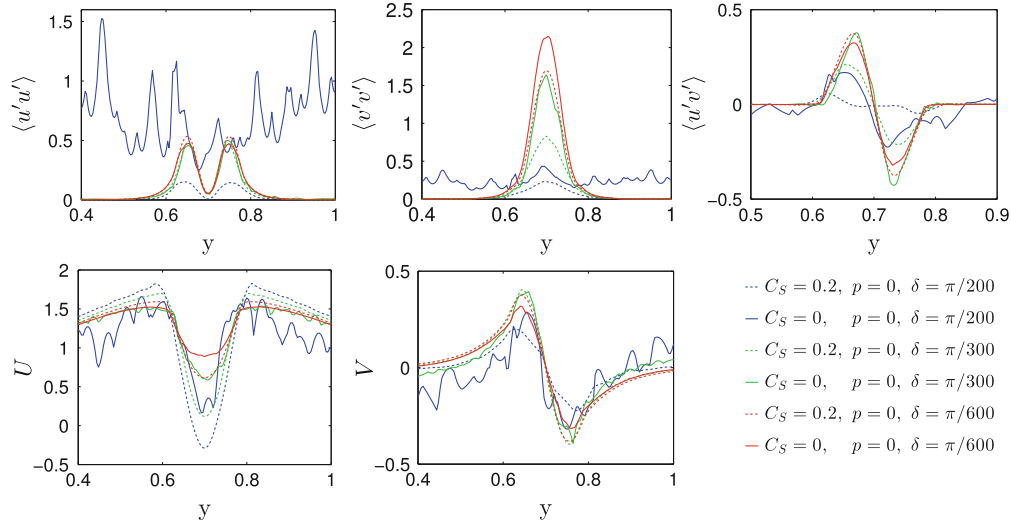 ⟨u′u′⟩
1.5
1
0.5
0
0.4 0.6 0.8 1
y
⟨v′v′⟩
2.5
2
1.5
1
0.5
0
0.4 0.6 0.8 1
y
⟨u′v′⟩
0.5
0
−0.5
0.5 0.6 0.7 0.8 0.9
y
U
2
1.5
1
0.5
0
−0.5
0.4 0.6 0.8 1
y
V
0.5
0
−0.5
0.4 0.6 0.8 1
y
C_S = 0.2, p = 0, δ = π/200
C_S = 0, p = 0, δ = π/200
C_S = 0.2, p = 0, δ = π/300
C_S = 0, p = 0, δ = π/300
C_S = 0.2, p = 0, δ = π/600
C_S = 0, p = 0, δ = π/600